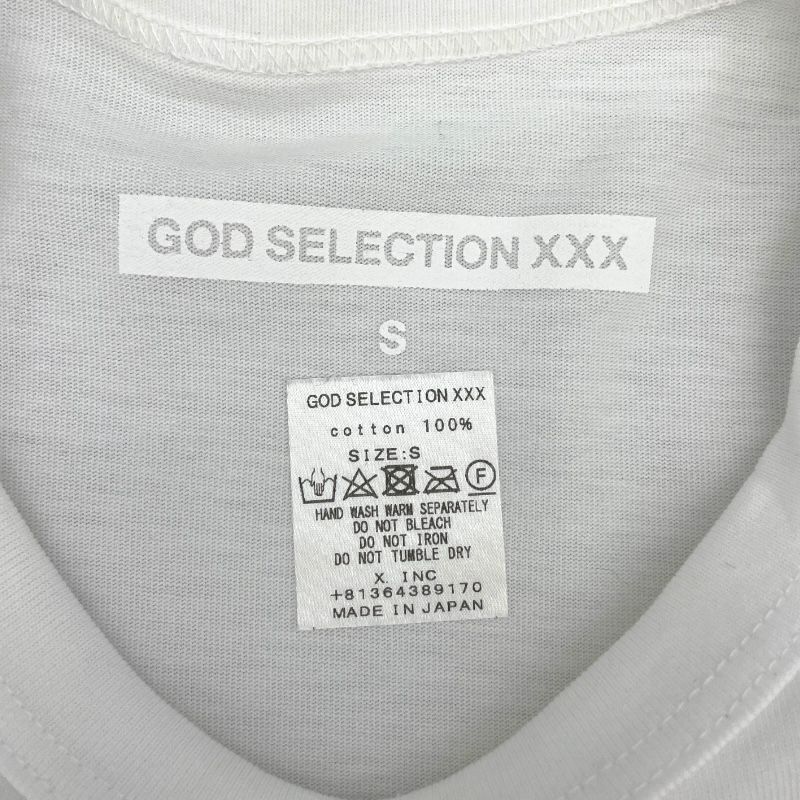 GOD SELECTION XXX
S
GOD SELECTION XXX
cotton 100%
SIZE:S
F
HAND WASH WARM SEPARATELY
DO NOT BLEACH
DO NOT IRON
DO NOT TUMBLE DRY
X. INC
+81364389170
MADE IN JAPAN